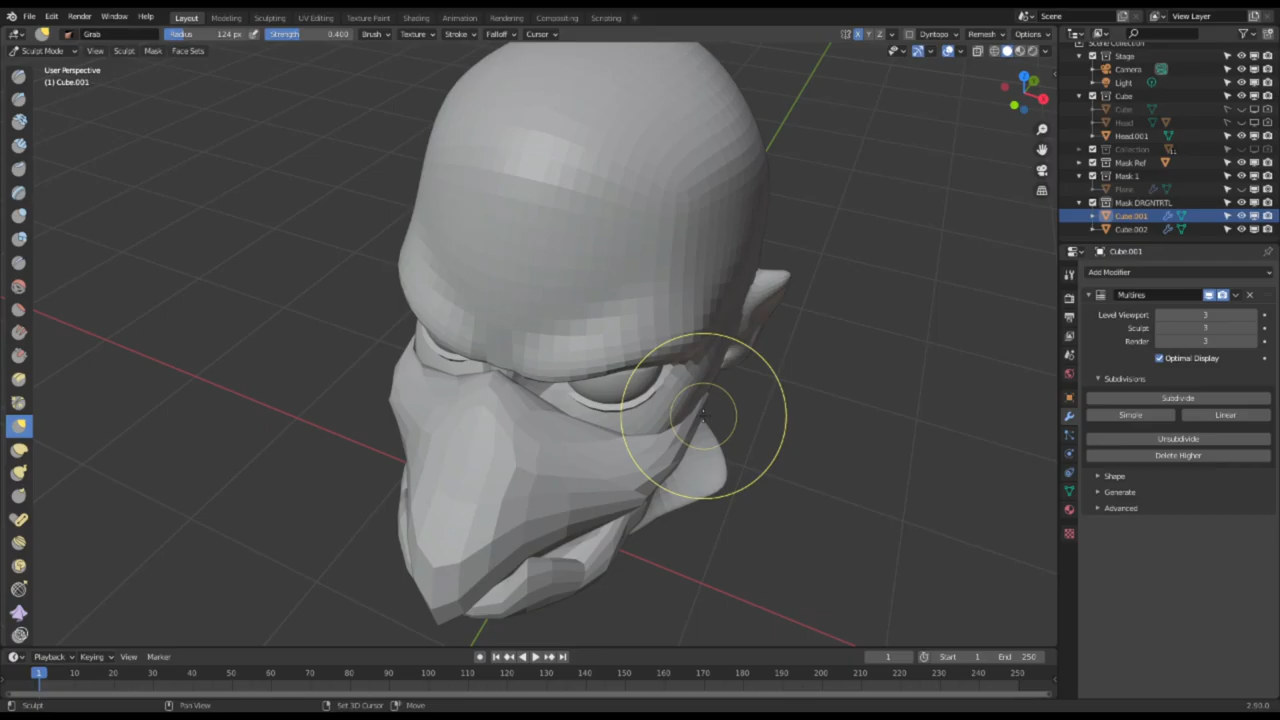 File Edit Render Window Help Layout Modeling Sculpting UV Editing Texture Paint Shading Animation Rendering Compositing Scripting + Scene View Layer
Grab Radius 124 px Strength 0.400 Brush Texture Stroke Falloff Cursor X Y Z Dyntopo Remesh Options
Sculpt Mode View Sculpt Mask Face Sets
User Perspective
(1) Cube.001
Scene Collection
Stage
Camera
Light
Cube
Cube
Head
Head.001
Collection
Mask Ref
Mask 1
Plane
Mask DRGNTRTL
Cube.001
Cube.002
Cube.001
Add Modifier
Multires
Level Viewport 3
Sculpt 3
Render 3
Optimal Display
Subdivisions
Subdivide
Simple Linear
Unsubdivide
Delete Higher
Shape
Generate
Advanced
Playback Keying View Marker 1 Start 1 End 250
1 10 20 30 40 50 60 70 80 90 100 110 120 130 140 150 160 170 180 190 200 210 220 230 240 250
Sculpt Pan View Set 3D Cursor Move 2.90.0